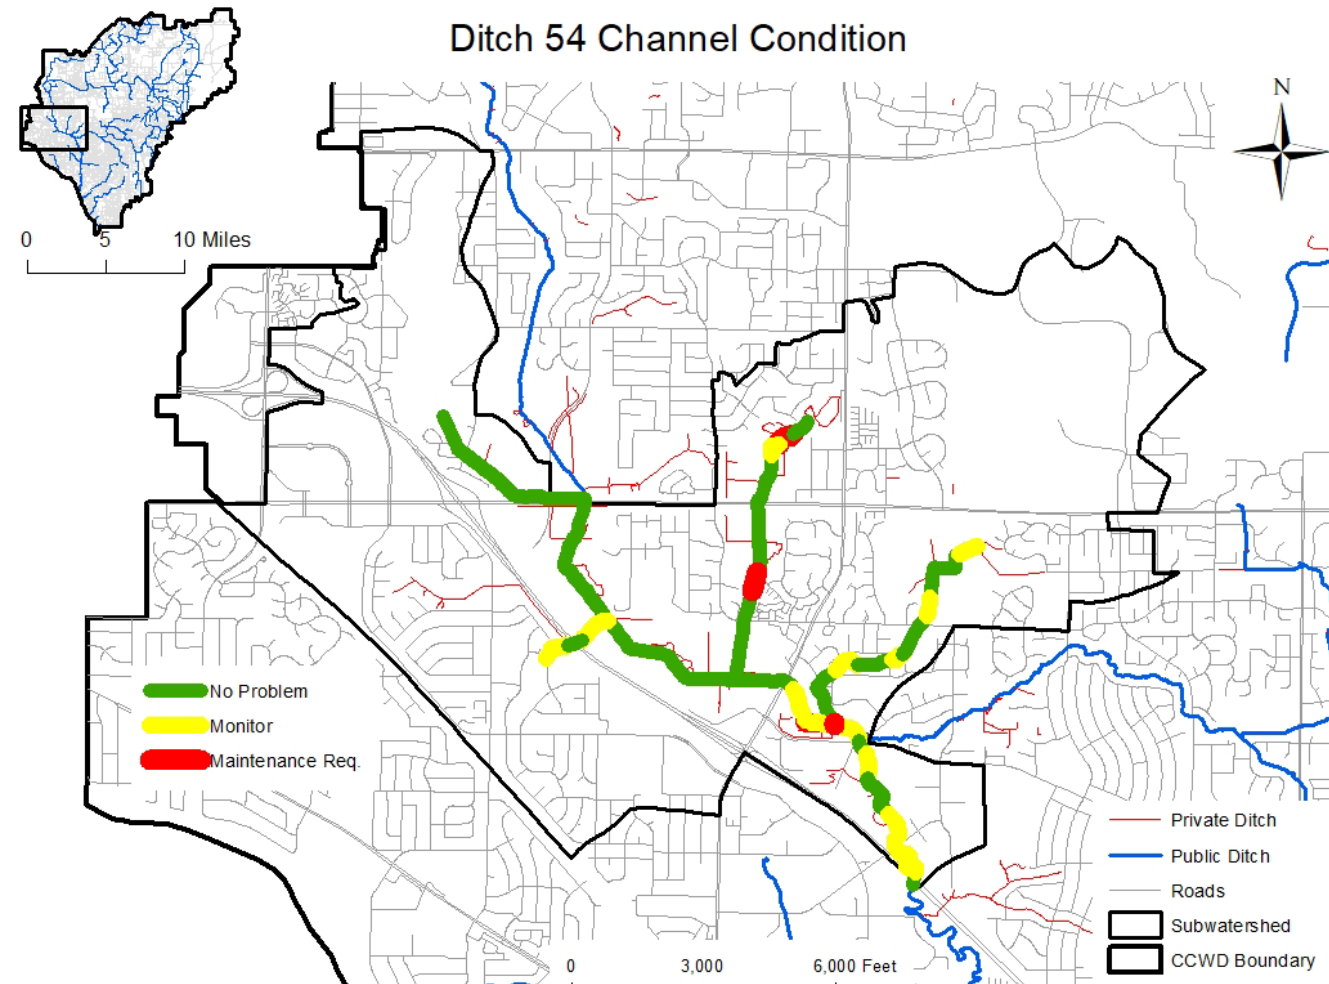 Ditch 54 Channel Condition
N
0 5 10 Miles
No Problem
Monitor
Maintenance Req.
Private Ditch
Public Ditch
Roads
Subwatershed
CCWD Boundary
0 3,000 6,000 Feet